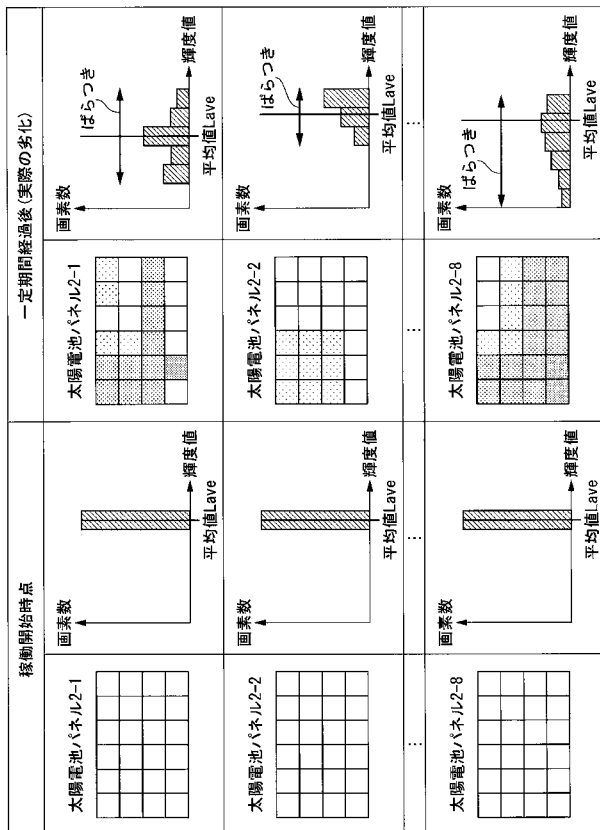 稼働開始時点
一定期間経過後(実際の劣化)
太陽電池パネル2-1
画素数
輝度値
平均値Lave
太陽電池パネル2-1
画素数
ばらつき
輝度値
平均値Lave
太陽電池パネル2-2
画素数
輝度値
平均値Lave
太陽電池パネル2-2
画素数
ばらつき
輝度値
平均値Lave
⋮
⋮
⋮
⋮
太陽電池パネル2-8
画素数
輝度値
平均値Lave
太陽電池パネル2-8
画素数
ばらつき
輝度値
平均値Lave